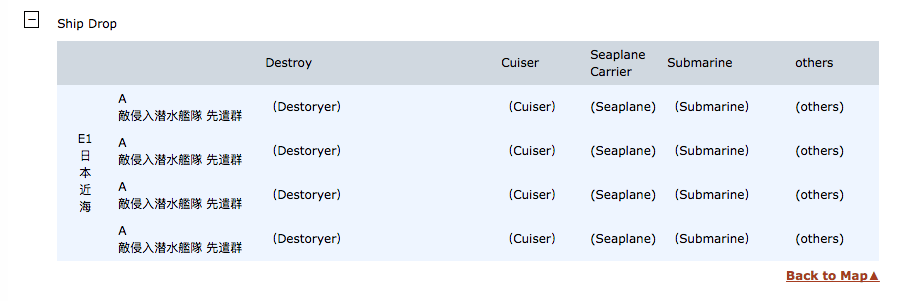 Ship Drop
Destroy Cuiser Seaplane Carrier Submarine others
E1 日本近海
A
敵侵入潜水艦隊 先遣群 (Destoryer) (Cuiser) (Seaplane) (Submarine) (others)
A
敵侵入潜水艦隊 先遣群 (Destoryer) (Cuiser) (Seaplane) (Submarine) (others)
A
敵侵入潜水艦隊 先遣群 (Destoryer) (Cuiser) (Seaplane) (Submarine) (others)
A
敵侵入潜水艦隊 先遣群 (Destoryer) (Cuiser) (Seaplane) (Submarine) (others)
Back to Map▲